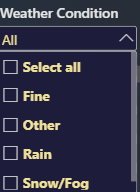 Weather Condition
All
Select all
Fine
Other
Rain
Snow/Fog